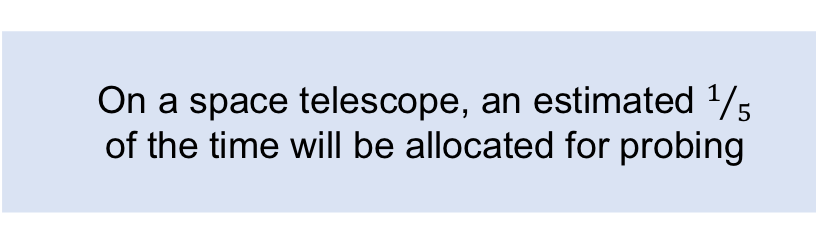 On a space telescope, an estimated 1/5
of the time will be allocated for probing